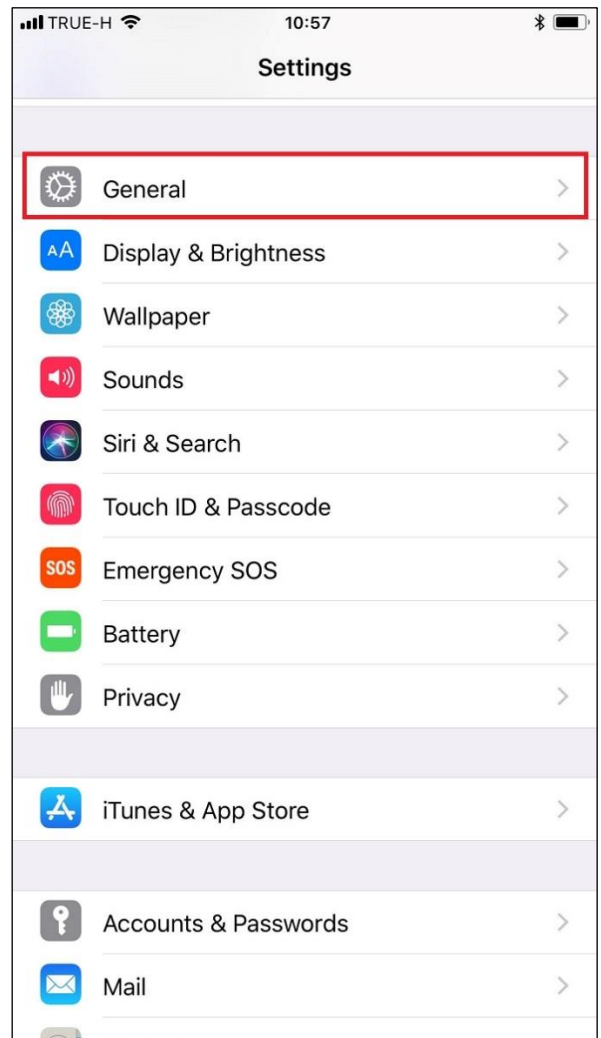 TRUE-H 10:57
Settings
General
AA Display & Brightness
Wallpaper
Sounds
Siri & Search
Touch ID & Passcode
SOS Emergency SOS
Battery
Privacy
iTunes & App Store
Accounts & Passwords
Mail